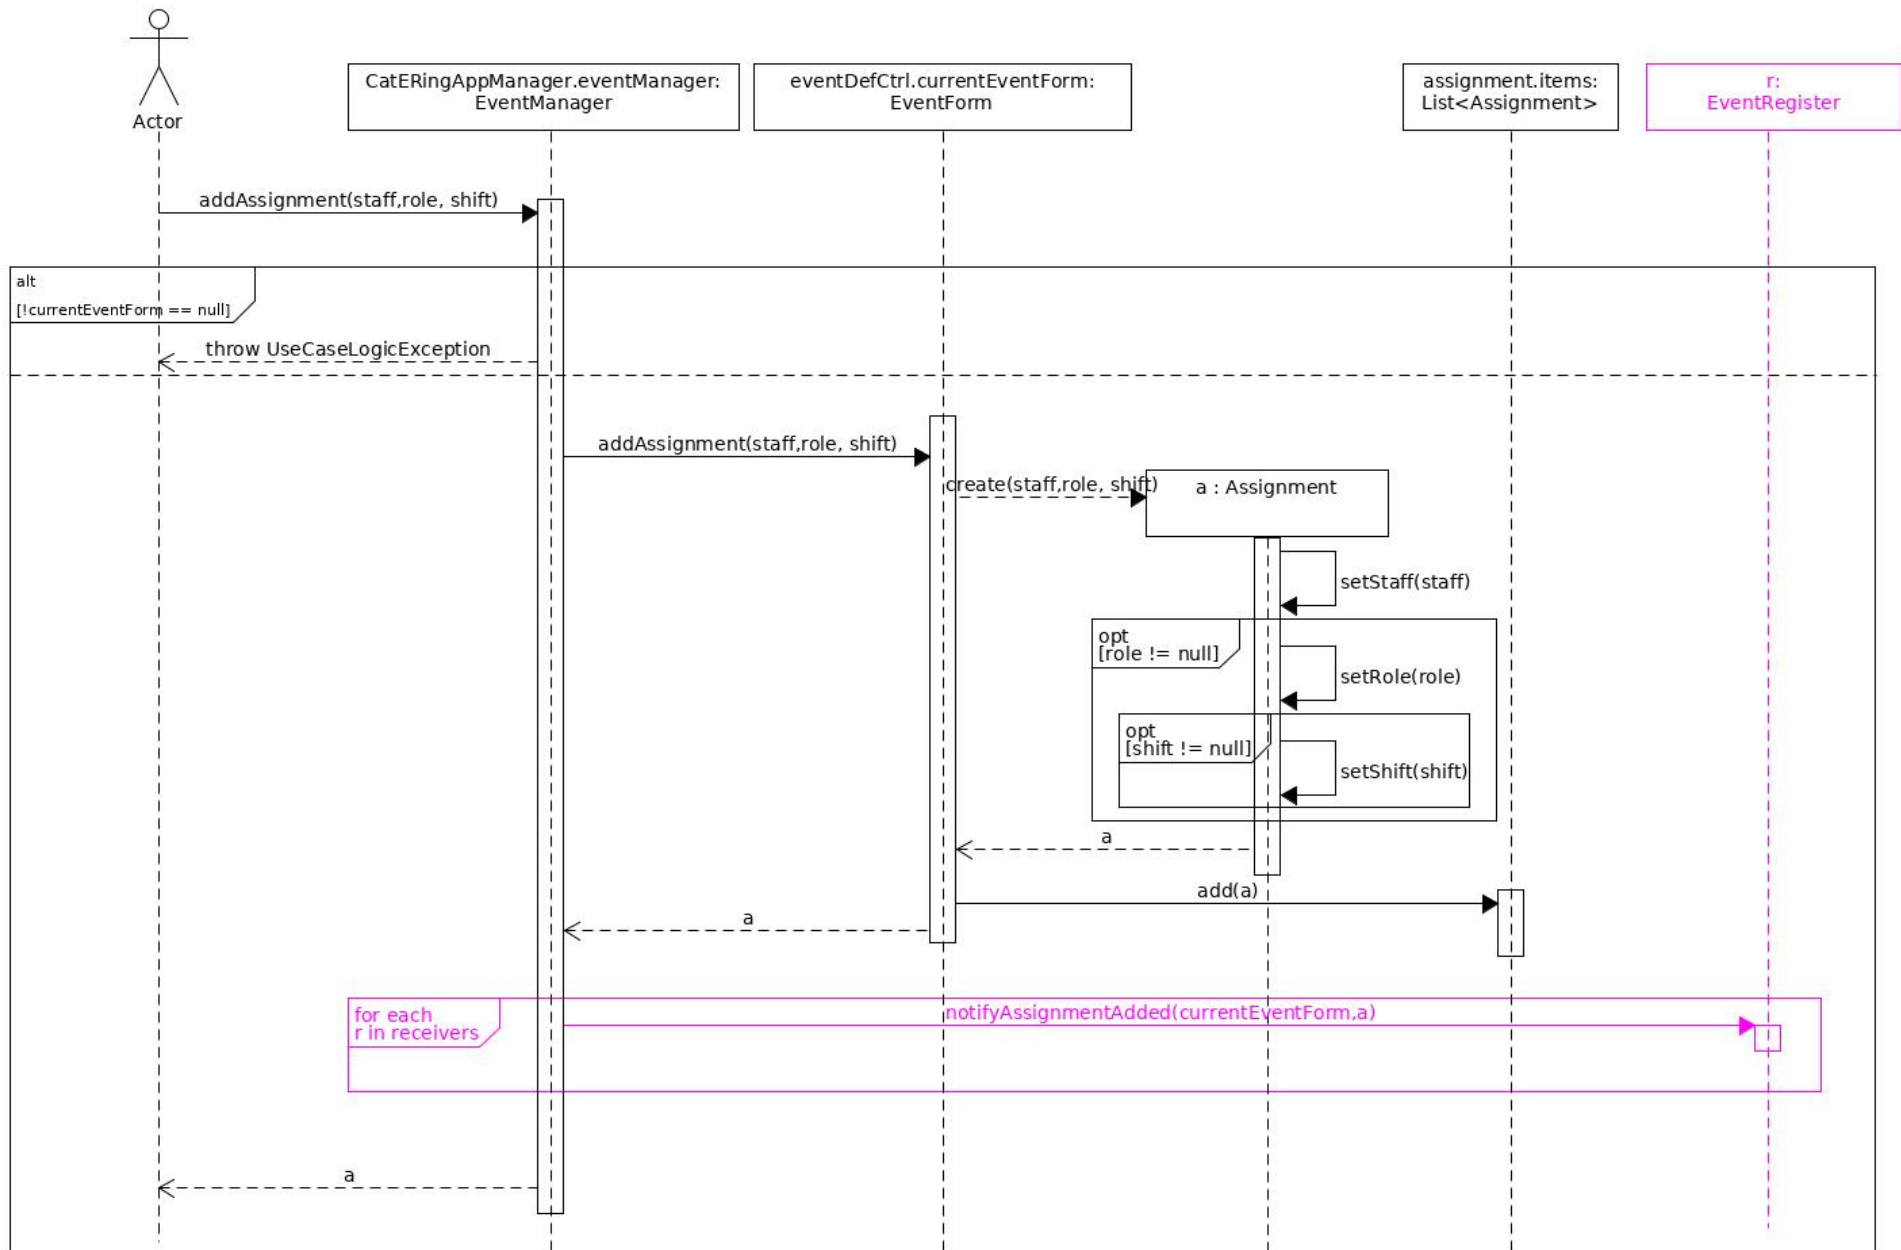 Actor
CatERingAppManager.eventManager:
EventManager
eventDefCtrl.currentEventForm:
EventForm
assignment.items:
List<Assignment>
r:
EventRegister
addAssignment(staff,role, shift)
alt
[!currentEventForm == null]
throw UseCaseLogicException
addAssignment(staff,role, shift)
create(staff,role, shift)
a : Assignment
setStaff(staff)
opt
[role != null]
setRole(role)
opt
[shift != null]
setShift(shift)
a
add(a)
a
for each
r in receivers
notifyAssignmentAdded(currentEventForm,a)
a